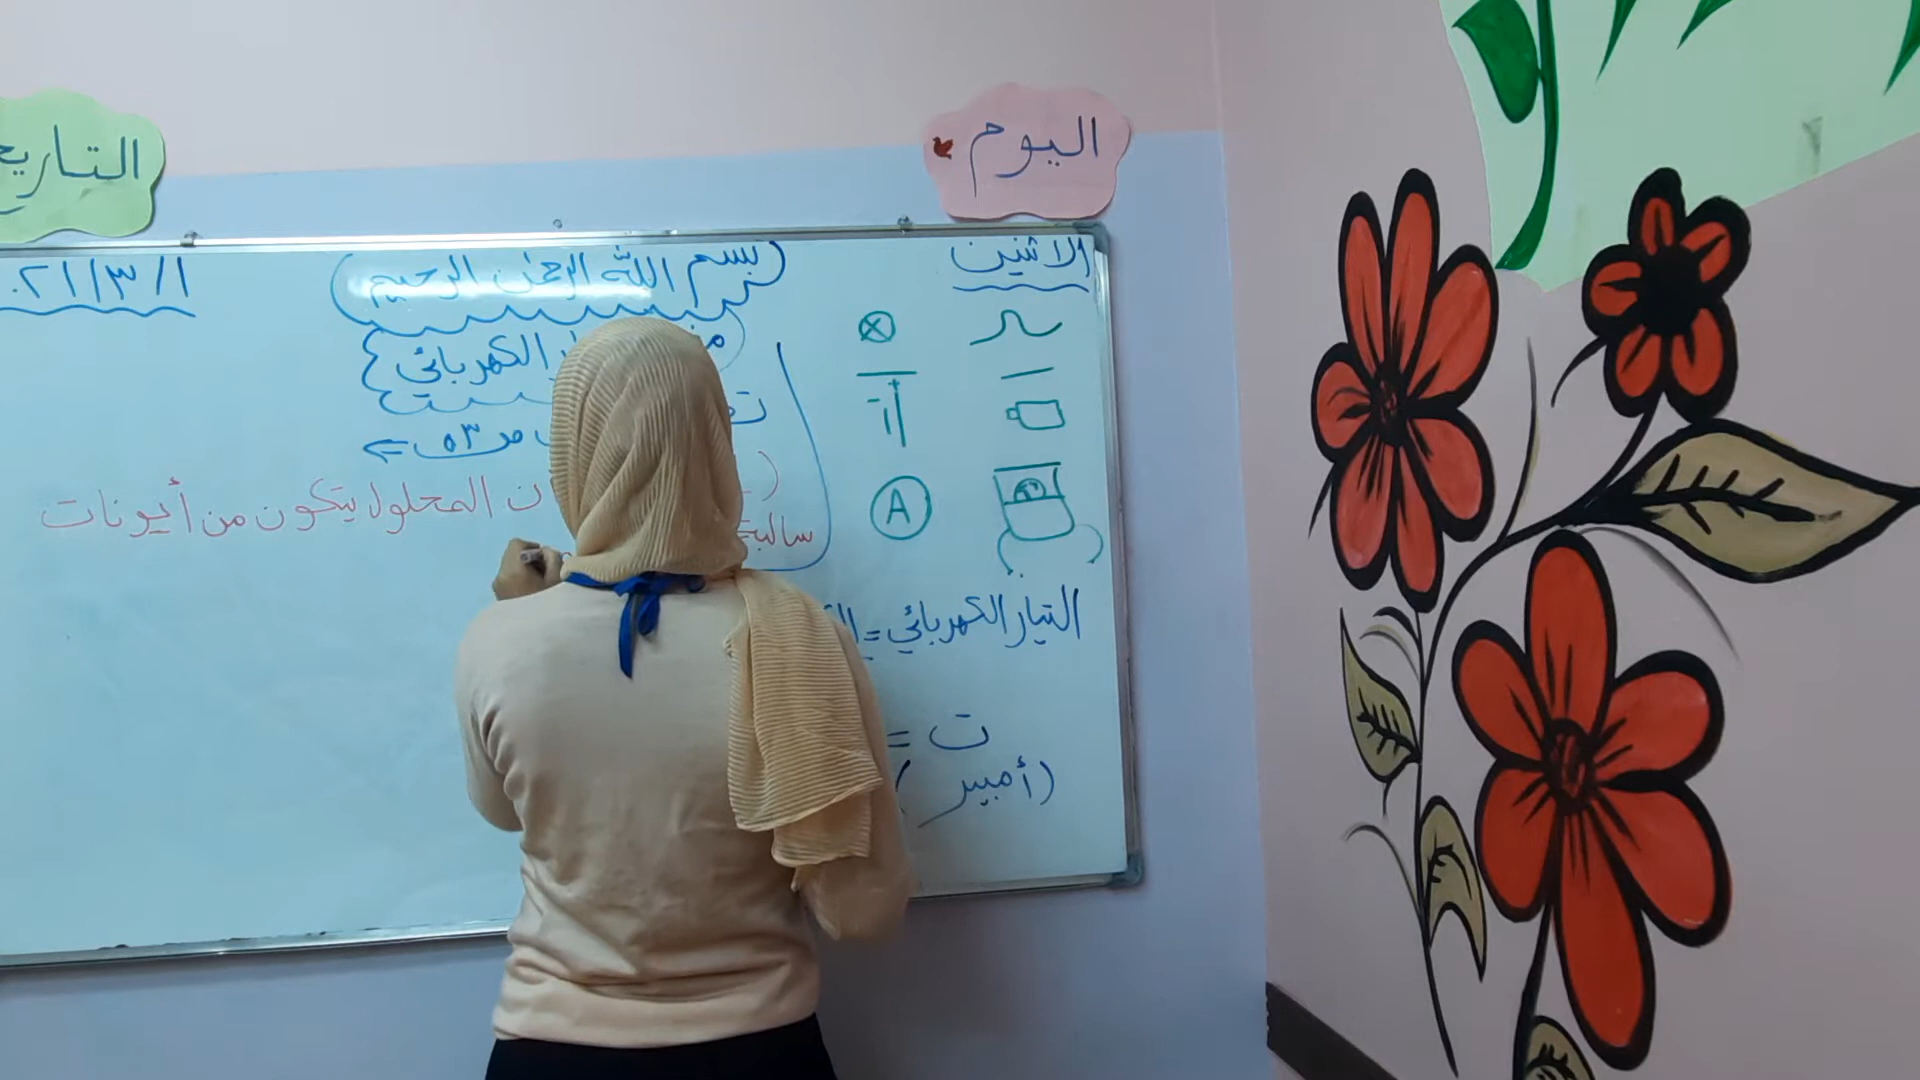 اليوم
التاريخ
الاثنين
(بسم الله الرحمن الرحيم)
١/٣/٢١٠
الكهربائي
ص ٥٣
ن المحلول يتكون من أيونات
سالبة
A
التيار الكهربائي =
ت =
(أمبير)